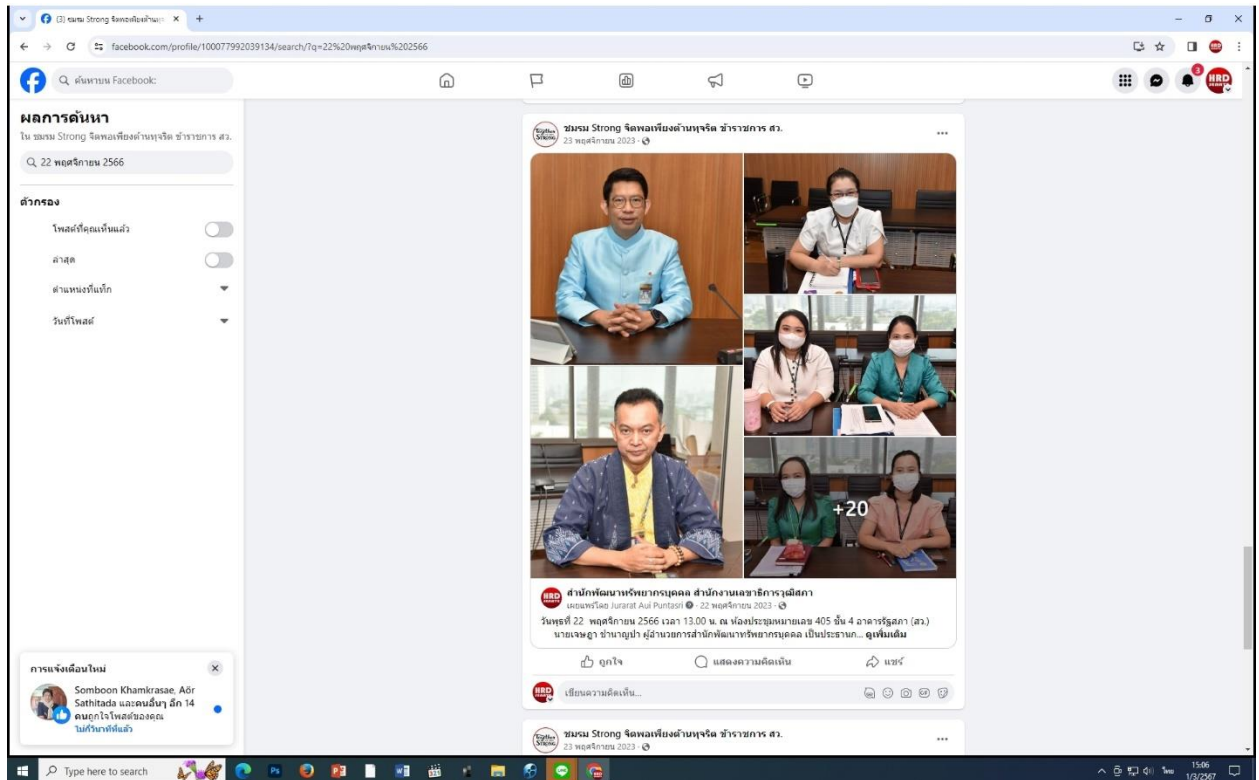 (3) ชมรม Strong จิตพอเพียงต้านทุจ
facebook.com/profile/100077992039134/search/?q=22%20พฤศจิกายน%202566
ค้นหาบน Facebook:
3
HRD
ผลการค้นหา
ใน ชมรม Strong จิตพอเพียงต้านทุจริต ข้าราชการ สว.
22 พฤศจิกายน 2566
ตัวกรอง
โพสต์ที่คุณเห็นแล้ว
ล่าสุด
ตำแหน่งที่แท็ก
วันที่โพสต์
ชมรม Strong จิตพอเพียงต้านทุจริต ข้าราชการ สว.
23 พฤศจิกายน 2023
+20
HRD
สำนักพัฒนาทรัพยากรบุคคล สำนักงานเลขาธิการวุฒิสภา
เผยแพร่โดย Jurarat Aui Puntasri · 22 พฤศจิกายน 2023
วันพุธที่ 22 พฤศจิกายน 2566 เวลา 13.00 น. ณ ห้องประชุมหมายเลข 405 ชั้น 4 อาคารรัฐสภา (สว.)
นายเจษฎา ชำนาญป่า ผู้อำนวยการสำนักพัฒนาทรัพยากรบุคคล เป็นประธานก... ดูเพิ่มเติม
ถูกใจ
แสดงความคิดเห็น
แชร์
HRD
เขียนความคิดเห็น...
ชมรม Strong จิตพอเพียงต้านทุจริต ข้าราชการ สว.
23 พฤศจิกายน 2023
การแจ้งเตือนใหม่
Somboon Khamkrasae, Aôr
Sathitada และคนอื่นๆ อีก 14
คนถูกใจโพสต์ของคุณ
ไม่กี่วินาทีที่แล้ว
Type here to search
ไทย
15:06
1/3/2567